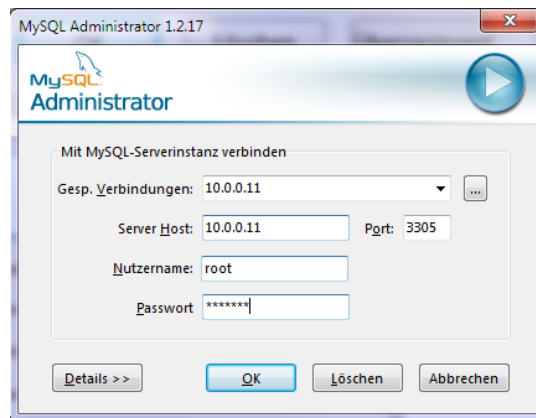 MySQL Administrator 1.2.17
MySQL
Administrator
Mit MySQL-Serverinstanz verbinden
Gesp. Verbindungen: 10.0.0.11 ...
Server Host: 10.0.0.11 Port: 3305
Nutzername: root
Passwort *******
Details >> OK Löschen Abbrechen